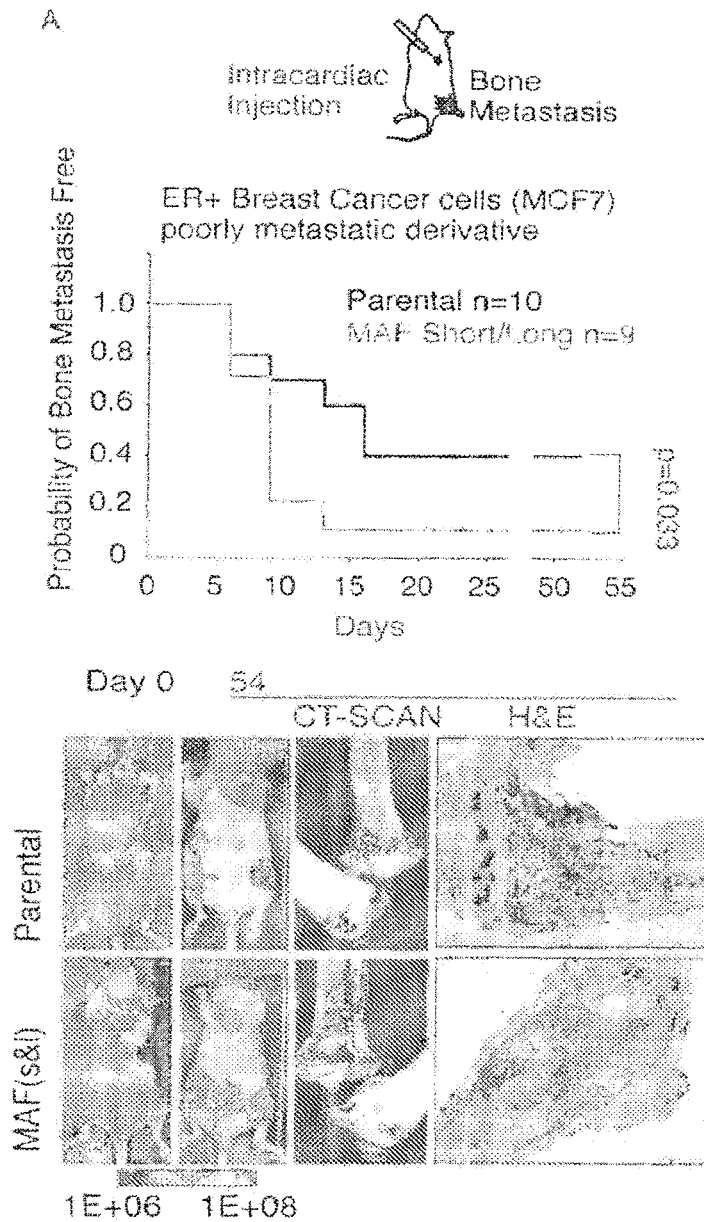 A
Intracardiac
Injection
Bone
Metastasis
ER+ Breast Cancer cells (MCF7)
poorly metastatic derivative
Probability of Bone Metastasis Free
1.0
0.8
0.6
0.4
0.2
0
Parental n=10
MAF Short/Long n=9
p=0.033
0 5 10 15 20 25 50 55
Days
Day 0 54
CT-SCAN H&E
Parental
MAF(s&l)
1E+06 1E+08